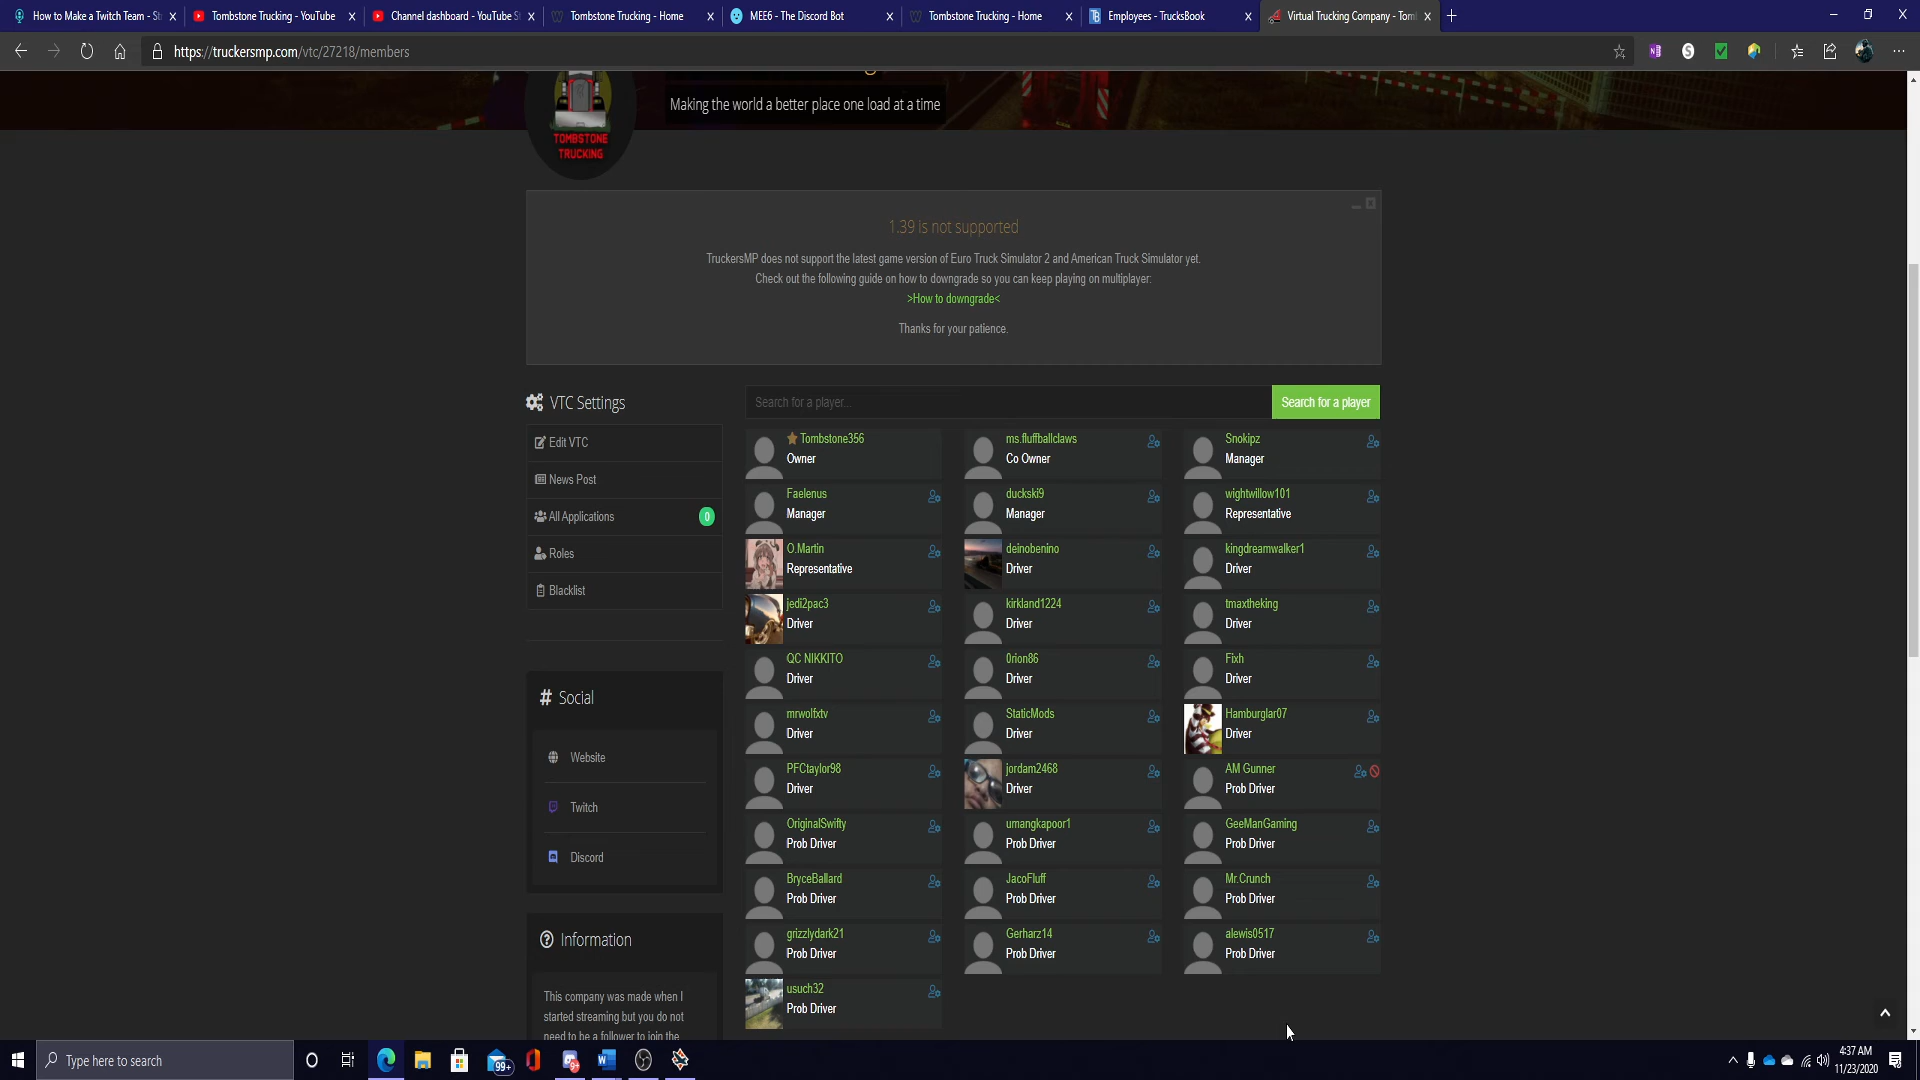 How to Make a Twitch Team - St
Tombstone Trucking - YouTube
Channel dashboard - YouTube S
Tombstone Trucking - Home
MEE6 - The Discord Bot
Tombstone Trucking - Home
Employees - TrucksBook
Virtual Trucking Company - Tom
https://truckersmp.com/vtc/27218/members
TOMBSTONE
TRUCKING
Making the world a better place one load at a time
1.39 is not supported
TruckersMP does not support the latest game version of Euro Truck Simulator 2 and American Truck Simulator yet.
Check out the following guide on how to downgrade so you can keep playing on multiplayer:
>How to downgrade<
Thanks for your patience.
VTC Settings
Edit VTC
News Post
All Applications 0
Roles
Blacklist
# Social
Website
Twitch
Discord
Information
This company was made when I
started streaming but you do not
need to be a follower to join the
Search for a player...
Search for a player
Tombstone356
Owner
ms.fluffballclaws
Co Owner
Snokipz
Manager
Faelenus
Manager
duckski9
Manager
wightwillow101
Representative
O.Martin
Representative
deinobenino
Driver
kingdreamwalker1
Driver
jedi2pac3
Driver
kirkland1224
Driver
tmaxtheking
Driver
QC NIKKITO
Driver
0rion86
Driver
Fixh
Driver
mrwolfxtv
Driver
StaticMods
Driver
Hamburglar07
Driver
PFCtaylor98
Driver
jordam2468
Driver
AM Gunner
Prob Driver
OriginalSwifty
Prob Driver
umangkapoor1
Prob Driver
GeeManGaming
Prob Driver
BryceBallard
Prob Driver
JacoFluff
Prob Driver
Mr.Crunch
Prob Driver
grizzlydark21
Prob Driver
Gerharz14
Prob Driver
alewis0517
Prob Driver
usuch32
Prob Driver
Type here to search
99+
4:37 AM
11/23/2020